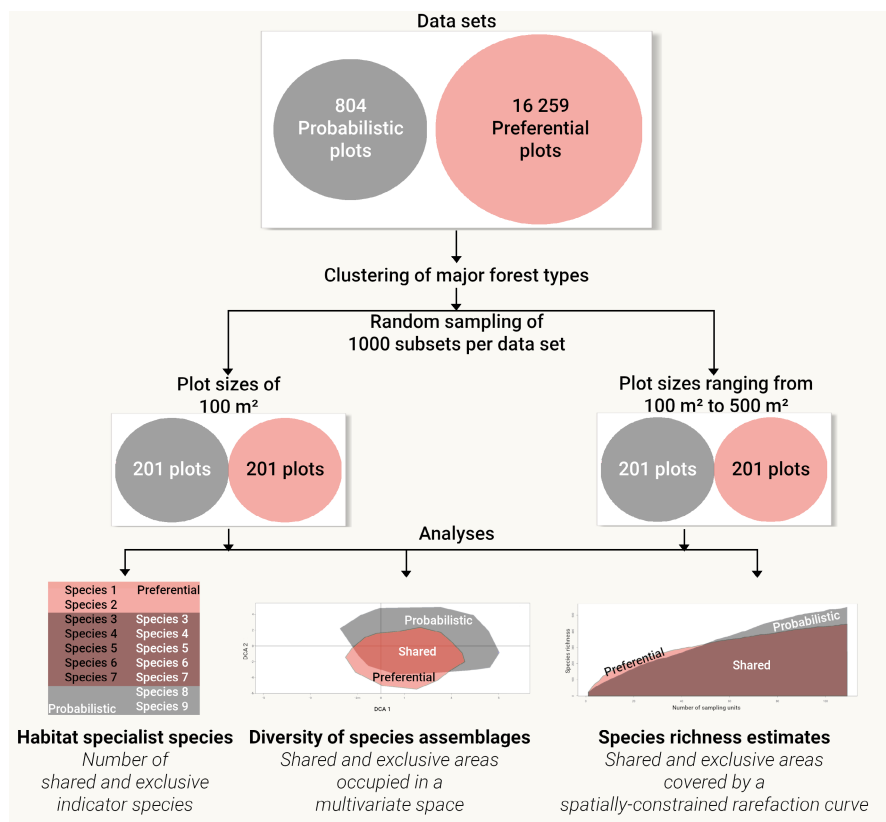 Data sets
804
Probabilistic
plots
16 259
Preferential
plots
Clustering of major forest types
Random sampling of
1000 subsets per data set
Plot sizes of
100 m²
201 plots
201 plots
Plot sizes ranging from
100 m² to 500 m²
201 plots
201 plots
Analyses
Species 1 Preferential
Species 2
Species 3 Species 3
Species 4 Species 4
Species 5 Species 5
Species 6 Species 6
Species 7 Species 7
Species 8
Probabilistic Species 9
Habitat specialist species
Number of
shared and exclusive
indicator species
DCA 2
Probabilistic
Shared
Preferential
DCA 1
Diversity of species assemblages
Shared and exclusive areas
occupied in a
multivariate space
Species richness
Preferential
Probabilistic
Shared
Number of sampling units
Species richness estimates
Shared and exclusive areas
covered by a
spatially-constrained rarefaction curve